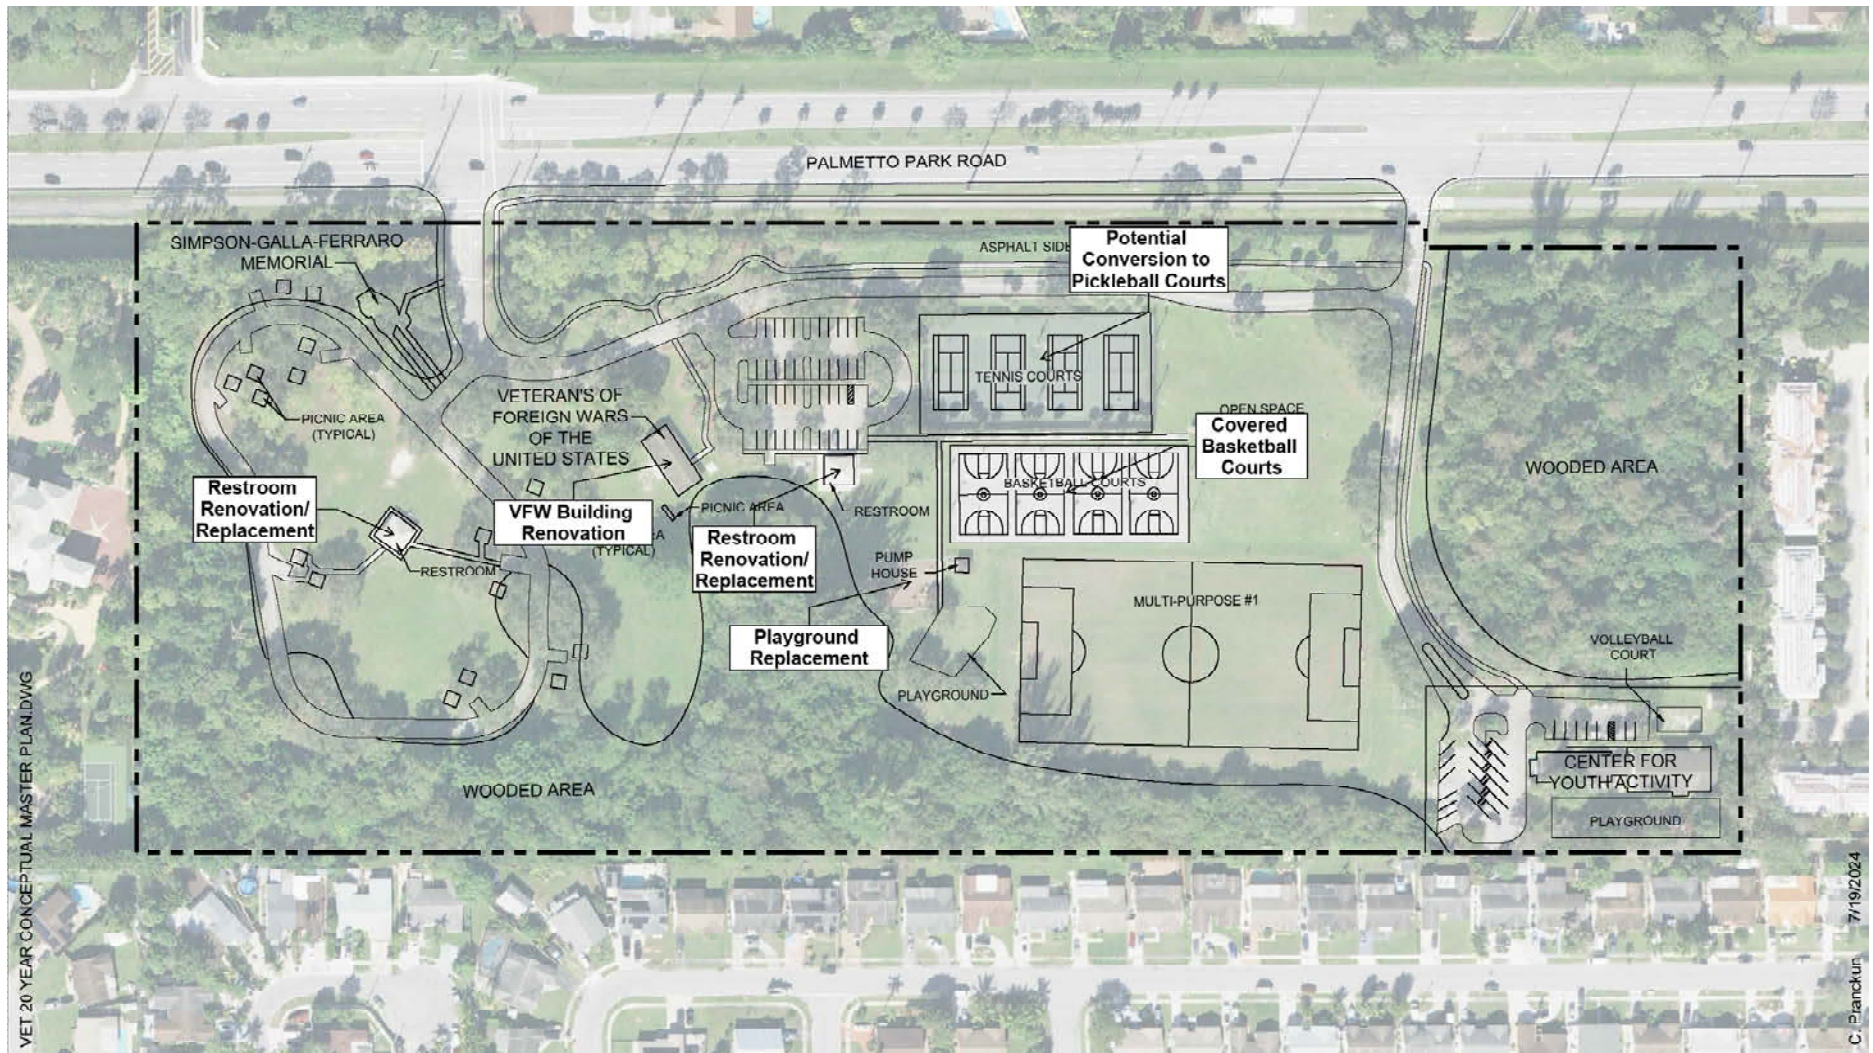 PALMETTO PARK ROAD
SIMPSON-GALLA-FERRARO
MEMORIAL
ASPHALT SIDE
Potential
Conversion to
Pickleball Courts
TENNIS COURTS
VETERAN'S OF
FOREIGN WARS
OF THE
UNITED STATES
PICNIC AREA
(TYPICAL)
OPEN SPACE
Covered
Basketball
Courts
BASKETBALL COURTS
WOODED AREA
Restroom
Renovation/
Replacement
RESTROOM
VFW Building
Renovation
PICNIC AREA
(TYPICAL)
RESTROOM
Restroom
Renovation/
Replacement
PUMP
HOUSE
MULTI-PURPOSE #1
Playground
Replacement
PLAYGROUND
VOLLEYBALL
COURT
CENTER FOR
YOUTH ACTIVITY
PLAYGROUND
WOODED AREA
VET 20 YEAR CONCEPTUAL MASTER PLAN.DWG
C. Pranckun 7/19/2024